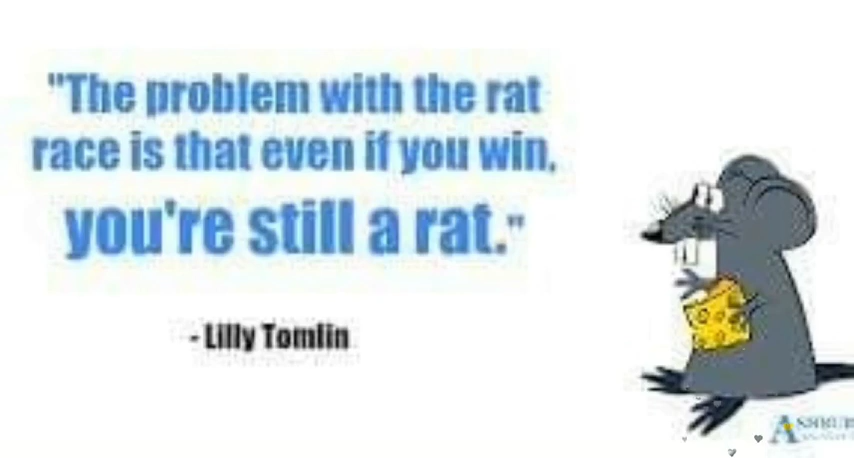 "The problem with the rat
race is that even if you win,
you're still a rat."
- Lilly Tomlin